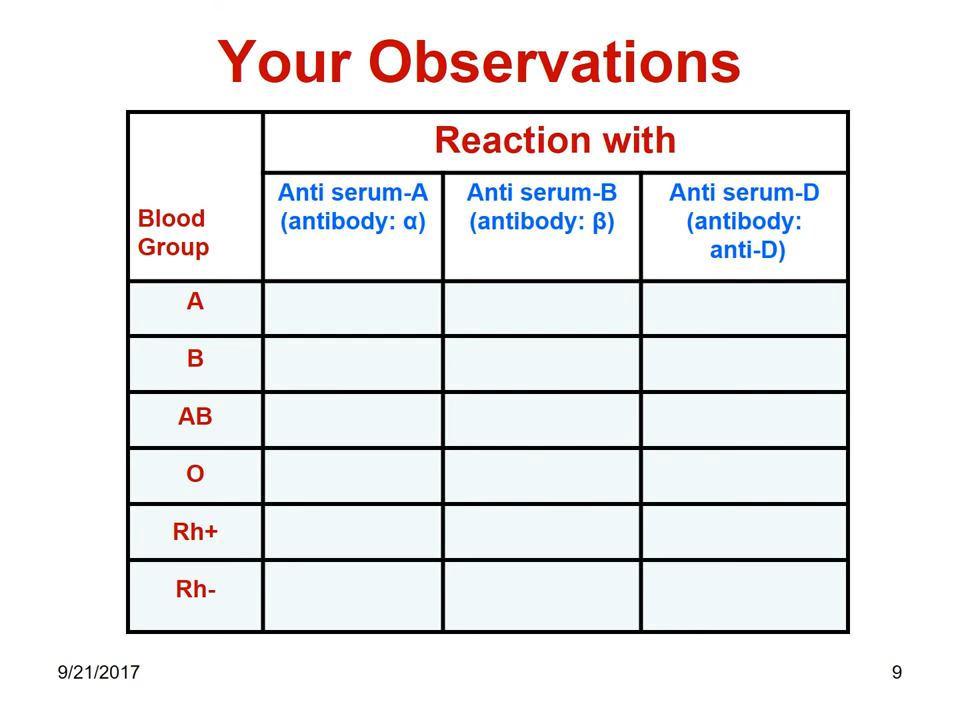 Your Observations
Reaction with
Blood
Group
Anti serum-A
(antibody: α)
Anti serum-B
(antibody: β)
Anti serum-D
(antibody:
anti-D)
A
B
AB
O
Rh+
Rh-
9/21/2017
9